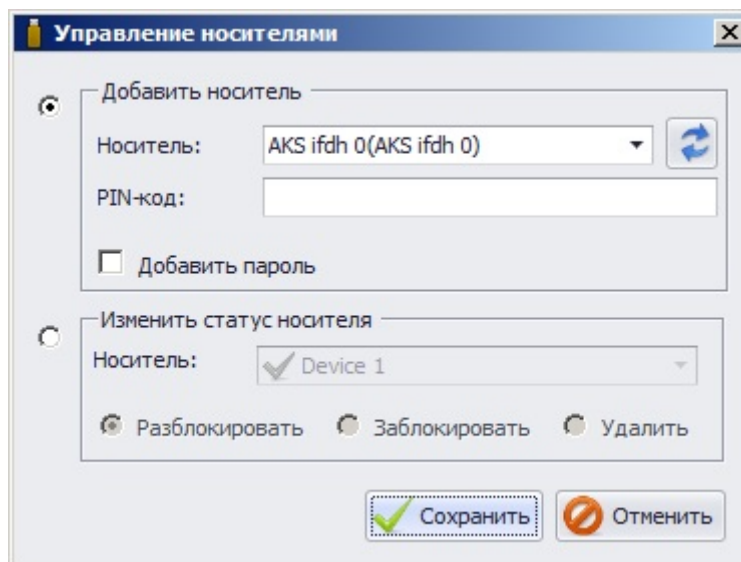 Управление носителями
Добавить носитель
Носитель: AKS ifdh 0(AKS ifdh 0)
PIN-код:
Добавить пароль
Изменить статус носителя
Носитель: Device 1
Разблокировать Заблокировать Удалить
Сохранить Отменить